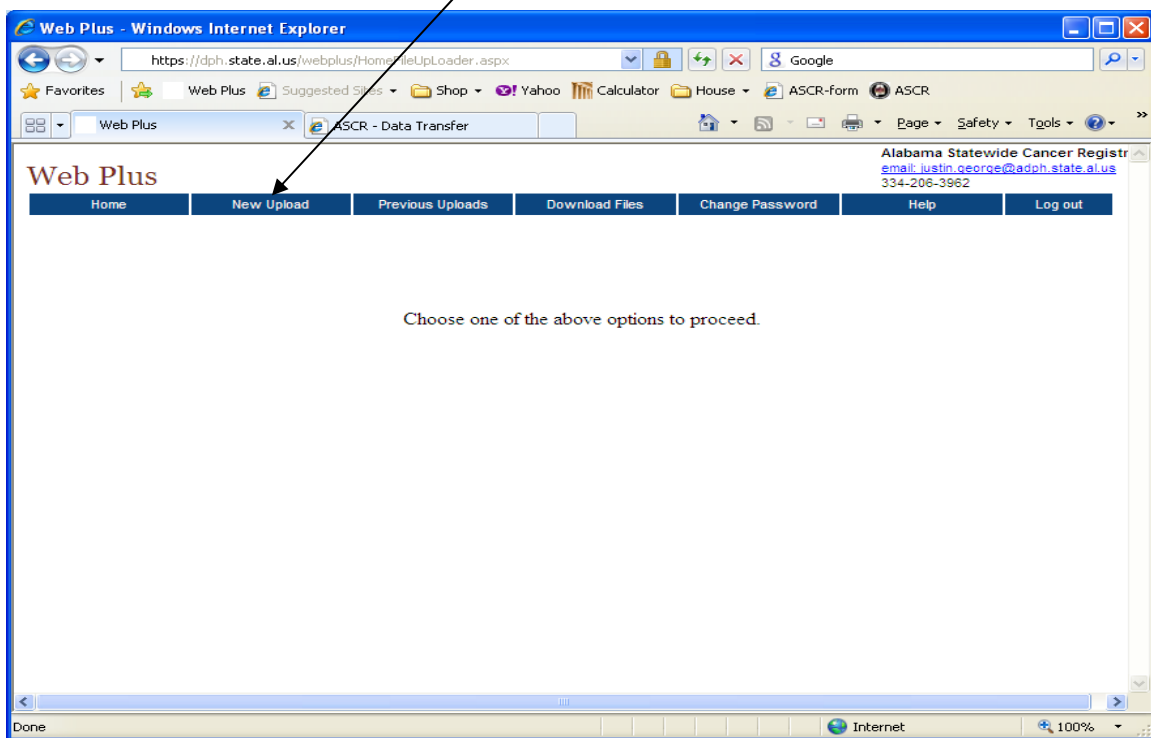 Web Plus - Windows Internet Explorer
https://dph.state.al.us/webplus/HomeFileUpLoader.aspx Google
Favorites Web Plus Suggested Sites Shop Yahoo Calculator House ASCR-form ASCR
Web Plus ASCR - Data Transfer Page Safety Tools
Alabama Statewide Cancer Registr
email: justin.george@adph.state.al.us
334-206-3962
Web Plus
Home New Upload Previous Uploads Download Files Change Password Help Log out
Choose one of the above options to proceed.
Done Internet 100%